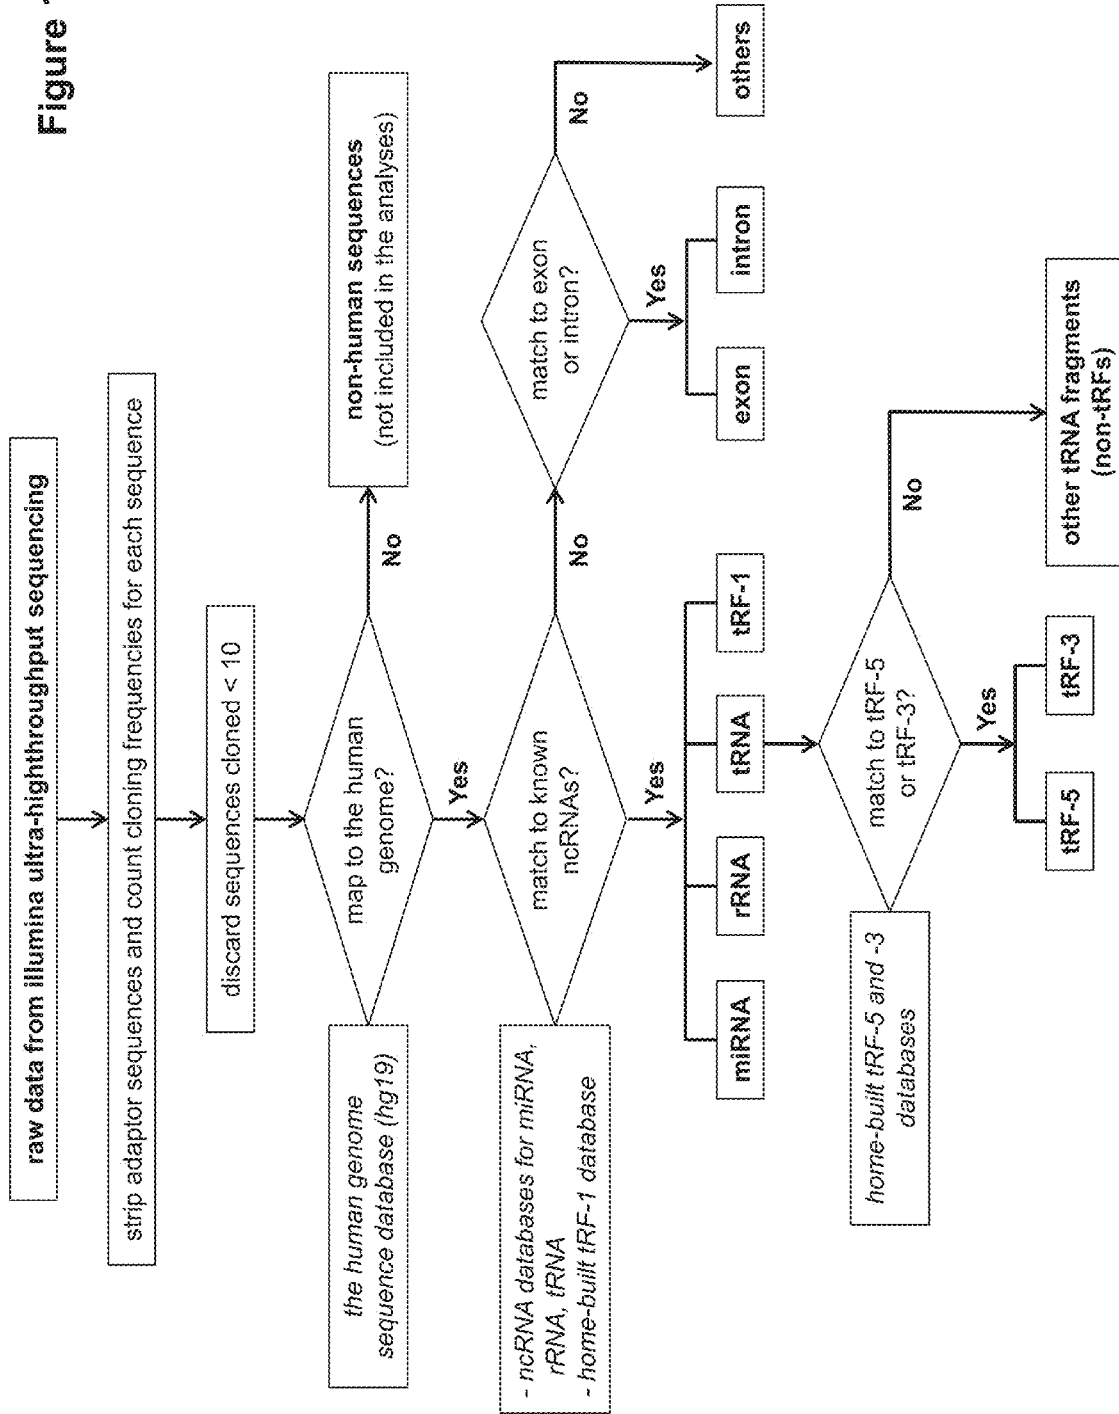 Figure 1
raw data from illumina ultra-highthroughput sequencing
strip adaptor sequences and count cloning frequencies for each sequence
discard sequences cloned < 10
the human genome
sequence database (hg19)
map to the human
genome?
No
non-human sequences
(not included in the analyses)
Yes
- ncRNA databases for miRNA,
rRNA, tRNA
- home-built tRF-1 database
match to known
ncRNAs?
No
match to exon
or intron?
No
others
Yes
exon
intron
Yes
miRNA
rRNA
tRNA
tRF-1
home-built tRF-5 and -3
databases
match to tRF-5
or tRF-3?
No
other tRNA fragments
(non-tRFs)
Yes
tRF-5
tRF-3